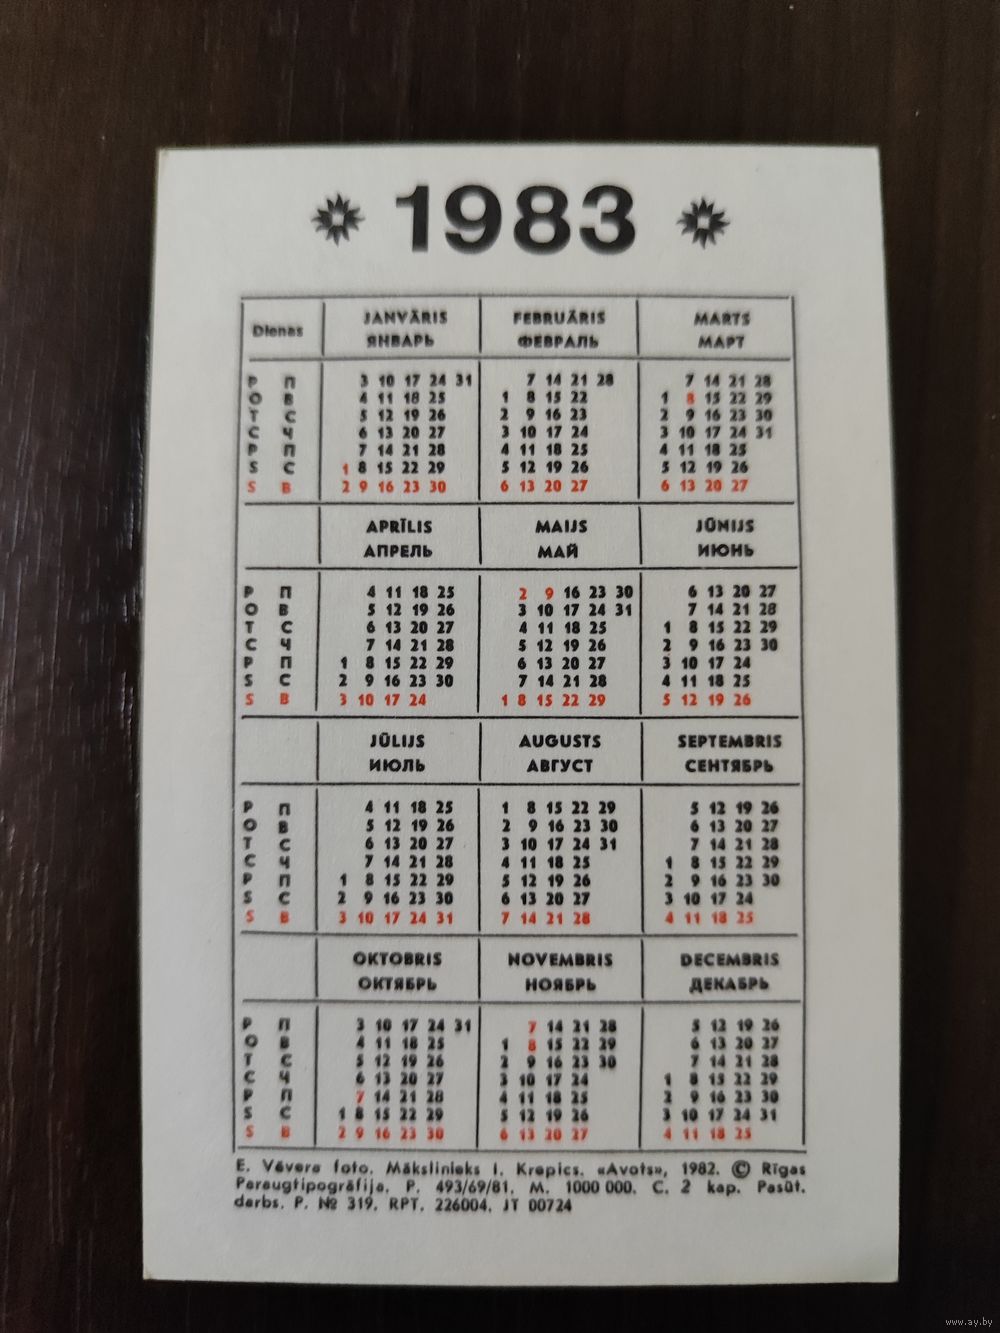 1983
Dienas JANVĀRIS FEBRUĀRIS MARTS
ЯНВАРЬ ФЕВРАЛЬ МАРТ
P П 3 10 17 24 31 7 14 21 28 7 14 21 28
O В 4 11 18 25 1 8 15 22 1 8 15 22 29
T С 5 12 19 26 2 9 16 23 2 9 16 23 30
C Ч 6 13 20 27 3 10 17 24 3 10 17 24 31
P П 7 14 21 28 4 11 18 25 4 11 18 25
S С 1 8 15 22 29 5 12 19 26 5 12 19 26
S В 2 9 16 23 30 6 13 20 27 6 13 20 27
APRĪLIS MAIJS JŪNIJS
АПРЕЛЬ МАЙ ИЮНЬ
P П 4 11 18 25 2 9 16 23 30 6 13 20 27
O В 5 12 19 26 3 10 17 24 31 7 14 21 28
T С 6 13 20 27 4 11 18 25 1 8 15 22 29
C Ч 7 14 21 28 5 12 19 26 2 9 16 23 30
P П 1 8 15 22 29 6 13 20 27 3 10 17 24
S С 2 9 16 23 30 7 14 21 28 4 11 18 25
S В 3 10 17 24 1 8 15 22 29 5 12 19 26
JŪLIJS AUGUSTS SEPTEMBRIS
ИЮЛЬ АВГУСТ СЕНТЯБРЬ
P П 4 11 18 25 1 8 15 22 29 5 12 19 26
O В 5 12 19 26 2 9 16 23 30 6 13 20 27
T С 6 13 20 27 3 10 17 24 31 7 14 21 28
C Ч 7 14 21 28 4 11 18 25 1 8 15 22 29
P П 1 8 15 22 29 5 12 19 26 2 9 16 23 30
S С 2 9 16 23 30 6 13 20 27 3 10 17 24
S В 3 10 17 24 31 7 14 21 28 4 11 18 25
OKTOBRIS NOVEMBRIS DECEMBRIS
ОКТЯБРЬ НОЯБРЬ ДЕКАБРЬ
P П 3 10 17 24 31 7 14 21 28 5 12 19 26
O В 4 11 18 25 1 8 15 22 29 6 13 20 27
T С 5 12 19 26 2 9 16 23 30 7 14 21 28
C Ч 6 13 20 27 3 10 17 24 1 8 15 22 29
P П 7 14 21 28 4 11 18 25 2 9 16 23 30
S С 1 8 15 22 29 5 12 19 26 3 10 17 24 31
S В 2 9 16 23 30 6 13 20 27 4 11 18 25
E. Vēvera foto. Mākslinieks I. Krepics. «Avots», 1982. © Rīgas
Paraugtipogrāfija. P. 493/69/81. M. 1000 000. C. 2 kap. Pasūt.
darbs. P. № 319. RPT. 226004. JT 00724
www.ay.by